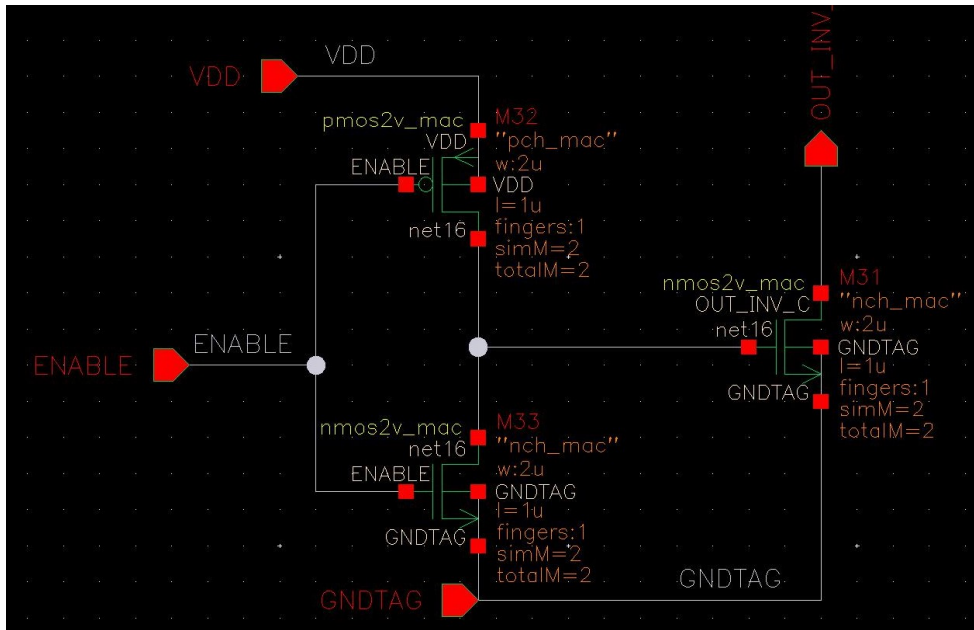 VDD
VDD
OUT_INV_
pmos2v_mac
M32
VDD
"pch_mac"
w:2u
ENABLE
VDD
l=1u
net16
fingers:1
simM=2
totalM=2
nmos2v_mac
M31
OUT_INV_C
"nch_mac"
net16
w:2u
GNDTAG
l=1u
GNDTAG
fingers:1
simM=2
totalM=2
ENABLE
ENABLE
nmos2v_mac
M33
net16
"nch_mac"
w:2u
ENABLE
GNDTAG
l=1u
GNDTAG
fingers:1
simM=2
totalM=2
GNDTAG
GNDTAG